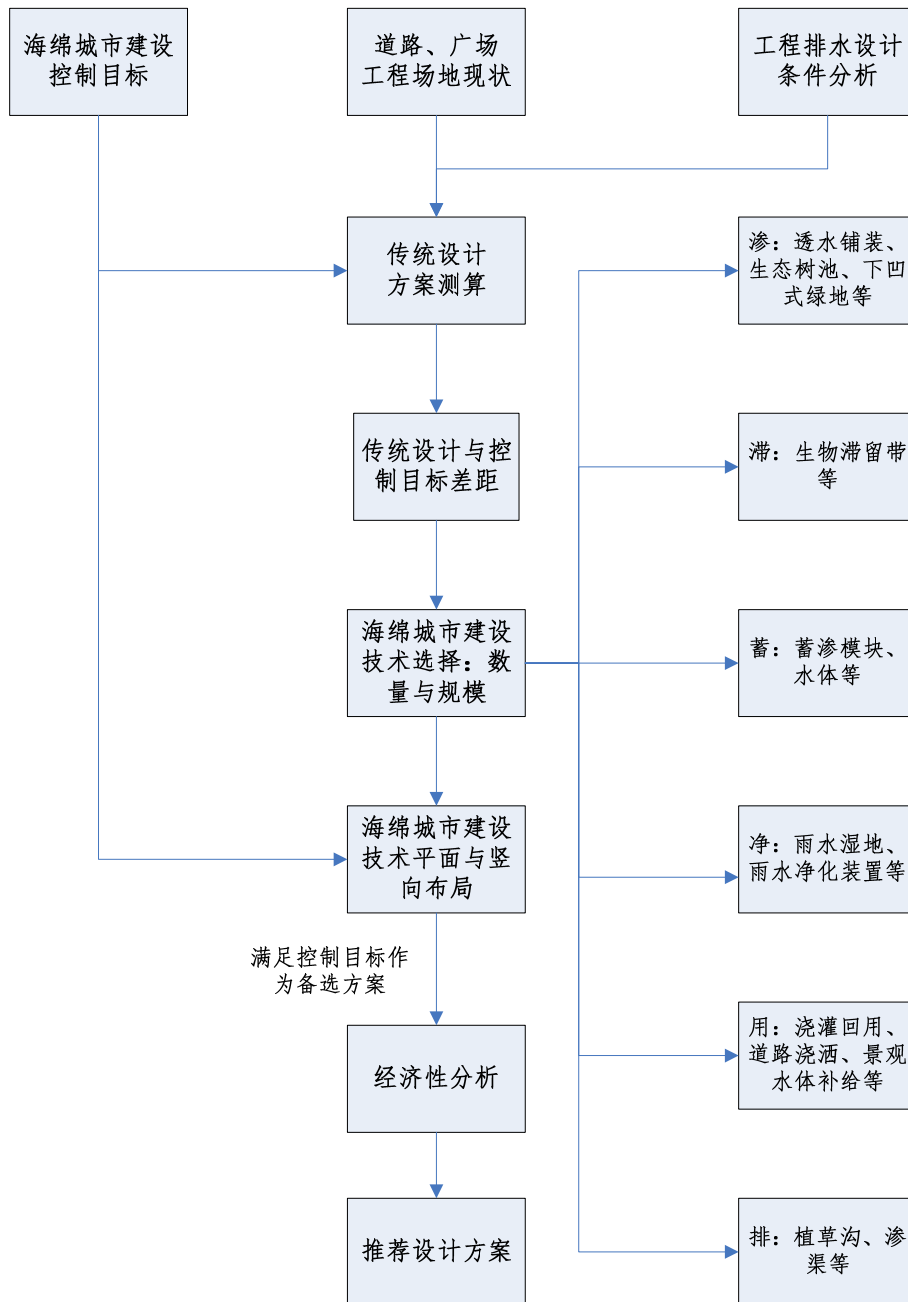 海绵城市建设
控制目标
道路、广场
工程场地现状
工程排水设计
条件分析
传统设计
方案测算
渗：透水铺装、
生态树池、下凹
式绿地等
传统设计与控
制目标差距
滞：生物滞留带
等
海绵城市建设
技术选择：数
量与规模
蓄：蓄渗模块、
水体等
海绵城市建设
技术平面与竖
向布局
净：雨水湿地、
雨水净化装置等
满足控制目标作
为备选方案
经济性分析
用：浇灌回用、
道路浇洒、景观
水体补给等
推荐设计方案
排：植草沟、渗
渠等